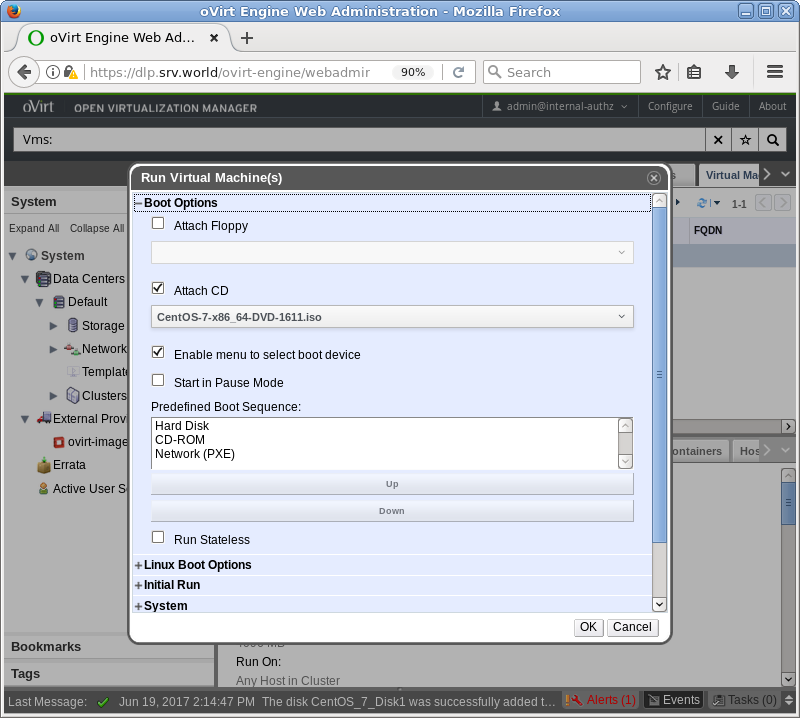 oVirt Engine Web Administration - Mozilla Firefox
oVirt Engine Web Ad...
https://dlp.srv.world/ovirt-engine/webadmir
90%
Search
oVirt OPEN VIRTUALIZATION MANAGER
admin@internal-authz
Configure
Guide
About
Vms:
Run Virtual Machine(s)
s
Virtual Ma
System
1-1
Expand All
Collapse All
FQDN
System
Data Centers
Default
Storage
Network
Templat
Clusters
External Provi
ovirt-image
Errata
Active User S
Boot Options
Attach Floppy
Attach CD
CentOS-7-x86_64-DVD-1611.iso
Enable menu to select boot device
Start in Pause Mode
Predefined Boot Sequence:
Hard Disk
CD-ROM
Network (PXE)
Up
Down
Run Stateless
Linux Boot Options
Initial Run
System
OK
Cancel
ontainers
Hos
Bookmarks
Tags
Run On:
Any Host in Cluster
Last Message:
Jun 19, 2017 2:14:47 PM The disk CentOS_7_Disk1 was successfully added t...
Alerts (1)
Events
Tasks (0)